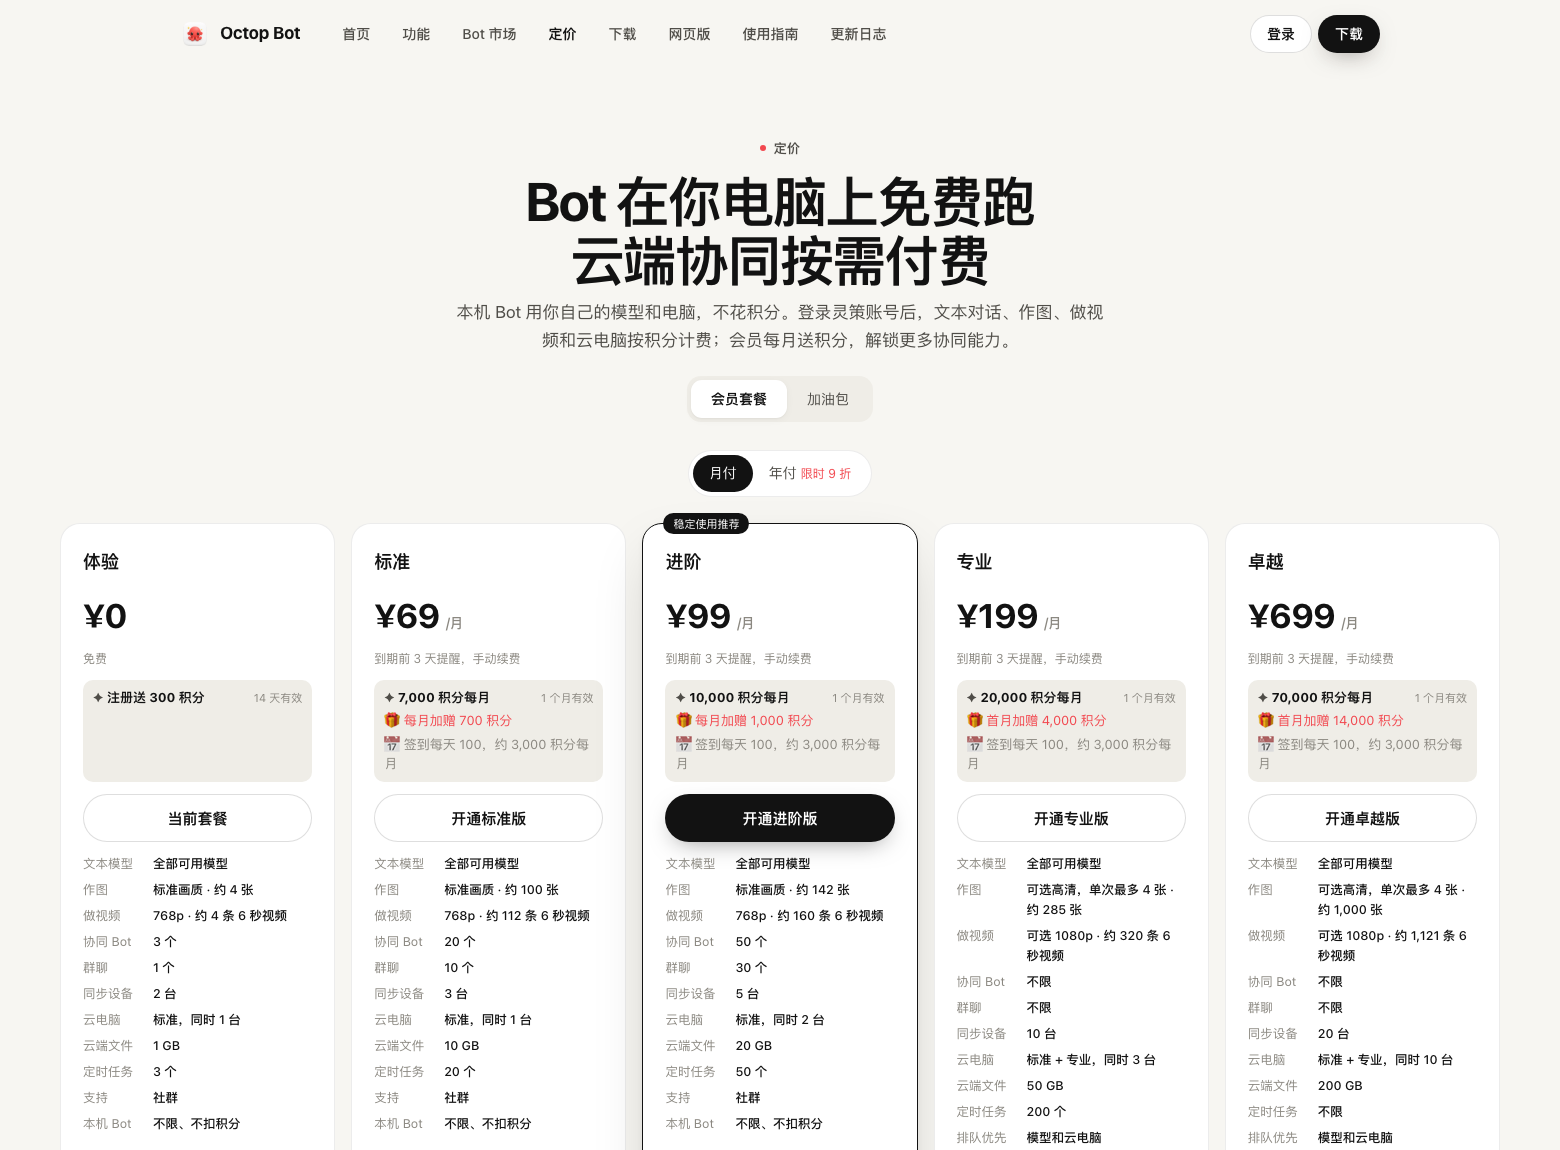 Octop Bot
首页
功能
Bot 市场
定价
下载
网页版
使用指南
更新日志
登录
下载
定价
Bot 在你电脑上免费跑
云端协同按需付费
本机 Bot 用你自己的模型和电脑，不花积分。登录灵策账号后，文本对话、作图、做视
频和云电脑按积分计费；会员每月送积分，解锁更多协同能力。
会员套餐
加油包
月付
年付 限时 9 折
体验
¥0
免费
✦ 注册送 300 积分 14 天有效
当前套餐
文本模型 全部可用模型
作图 标准画质 · 约 4 张
做视频 768p · 约 4 条 6 秒视频
协同 Bot 3 个
群聊 1 个
同步设备 2 台
云电脑 标准，同时 1 台
云端文件 1 GB
定时任务 3 个
支持 社群
本机 Bot 不限、不扣积分
标准
¥69 /月
到期前 3 天提醒，手动续费
✦ 7,000 积分每月 1 个月有效
🎁 每月加赠 700 积分
📅 签到每天 100，约 3,000 积分每
月
开通标准版
文本模型 全部可用模型
作图 标准画质 · 约 100 张
做视频 768p · 约 112 条 6 秒视频
协同 Bot 20 个
群聊 10 个
同步设备 3 台
云电脑 标准，同时 1 台
云端文件 10 GB
定时任务 20 个
支持 社群
本机 Bot 不限、不扣积分
稳定使用推荐
进阶
¥99 /月
到期前 3 天提醒，手动续费
✦ 10,000 积分每月 1 个月有效
🎁 每月加赠 1,000 积分
📅 签到每天 100，约 3,000 积分每
月
开通进阶版
文本模型 全部可用模型
作图 标准画质 · 约 142 张
做视频 768p · 约 160 条 6 秒视频
协同 Bot 50 个
群聊 30 个
同步设备 5 台
云电脑 标准，同时 2 台
云端文件 20 GB
定时任务 50 个
支持 社群
本机 Bot 不限、不扣积分
专业
¥199 /月
到期前 3 天提醒，手动续费
✦ 20,000 积分每月 1 个月有效
🎁 首月加赠 4,000 积分
📅 签到每天 100，约 3,000 积分每
月
开通专业版
文本模型 全部可用模型
作图 可选高清，单次最多 4 张 ·
约 285 张
做视频 可选 1080p · 约 320 条 6
秒视频
协同 Bot 不限
群聊 不限
同步设备 10 台
云电脑 标准 + 专业，同时 3 台
云端文件 50 GB
定时任务 200 个
排队优先 模型和云电脑
卓越
¥699 /月
到期前 3 天提醒，手动续费
✦ 70,000 积分每月 1 个月有效
🎁 首月加赠 14,000 积分
📅 签到每天 100，约 3,000 积分每
月
开通卓越版
文本模型 全部可用模型
作图 可选高清，单次最多 4 张 ·
约 1,000 张
做视频 可选 1080p · 约 1,121 条 6
秒视频
协同 Bot 不限
群聊 不限
同步设备 20 台
云电脑 标准 + 专业，同时 10 台
云端文件 200 GB
定时任务 不限
排队优先 模型和云电脑